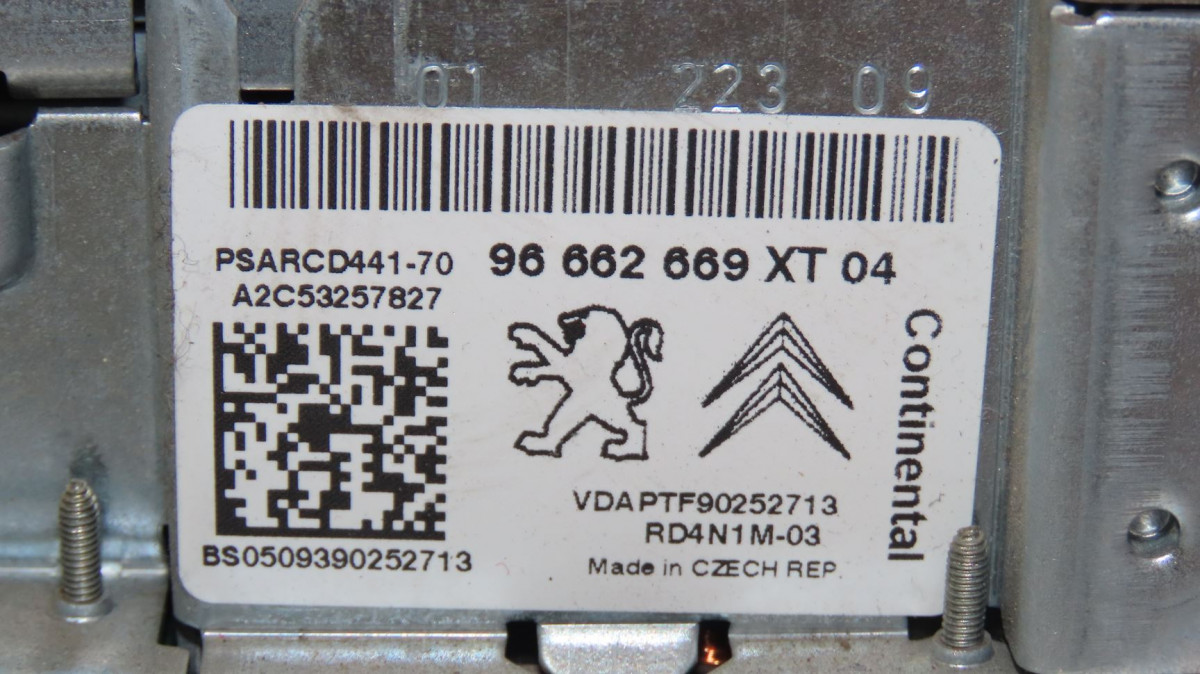 01 223 09
PSARCD441-70
96 662 669 XT 04
A2C53257827
Continental
VDAPTF90252713
RD4N1M-03
BS0509390252713
Made in CZECH REP.